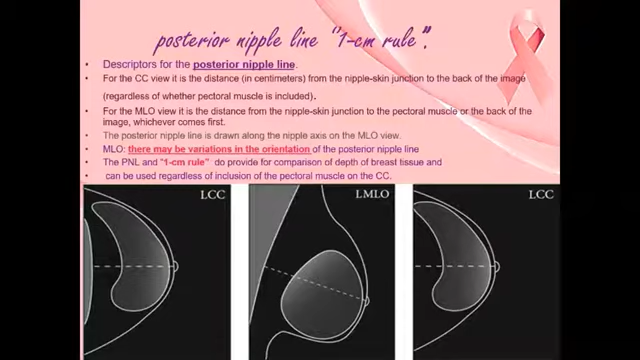 posterior nipple line "1-cm rule".
• Descriptors for the posterior nipple line.
• For the CC view it is the distance (in centimeters) from the nipple-skin junction to the back of the image
(regardless of whether pectoral muscle is included).
• For the MLO view it is the distance from the nipple-skin junction to the pectoral muscle or the back of the
image, whichever comes first.
• The posterior nipple line is drawn along the nipple axis on the MLO view.
• MLO: there may be variations in the orientation of the posterior nipple line
• The PNL and "1-cm rule" do provide for comparison of depth of breast tissue and
• can be used regardless of inclusion of the pectoral muscle on the CC.
LCC
LMLO
LCC